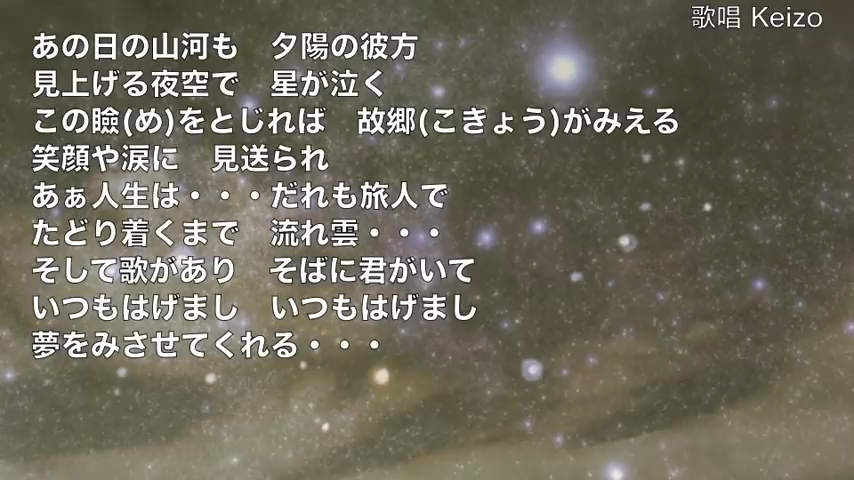 歌唱 Keizo
あの日の山河も　夕陽の彼方
見上げる夜空で　星が泣く
この瞼(め)をとじれば　故郷(こきょう)がみえる
笑顔や涙に　見送られ
あぁ人生は・・・だれも旅人で
たどり着くまで　流れ雲・・・
そして歌があり　そばに君がいて
いつもはげまし　いつもはげまし
夢をみさせてくれる・・・